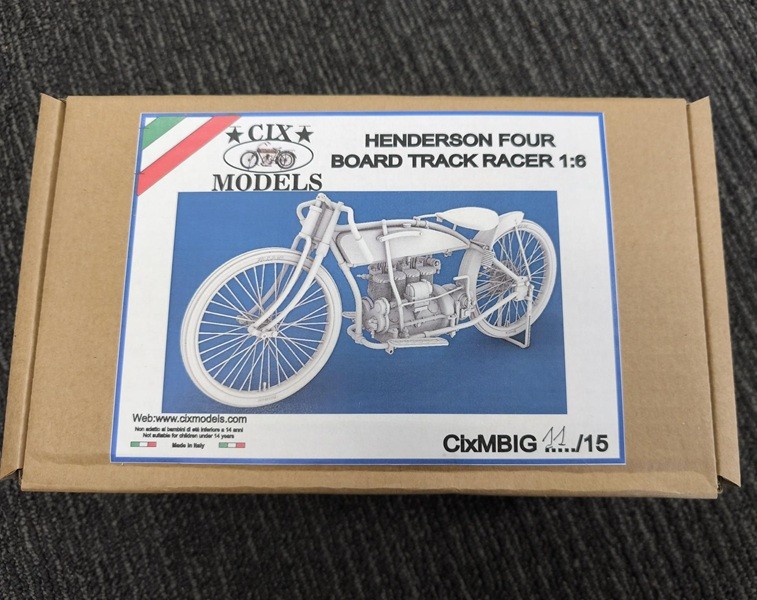 ★CIX★
MODELS
HENDERSON FOUR
BOARD TRACK RACER 1:6
Web:www.cixmodels.com
Non adatto ai bambini di età inferiore a 14 anni
Not suitable for children under 14 years
Made in Italy
CixMBIG 11/15